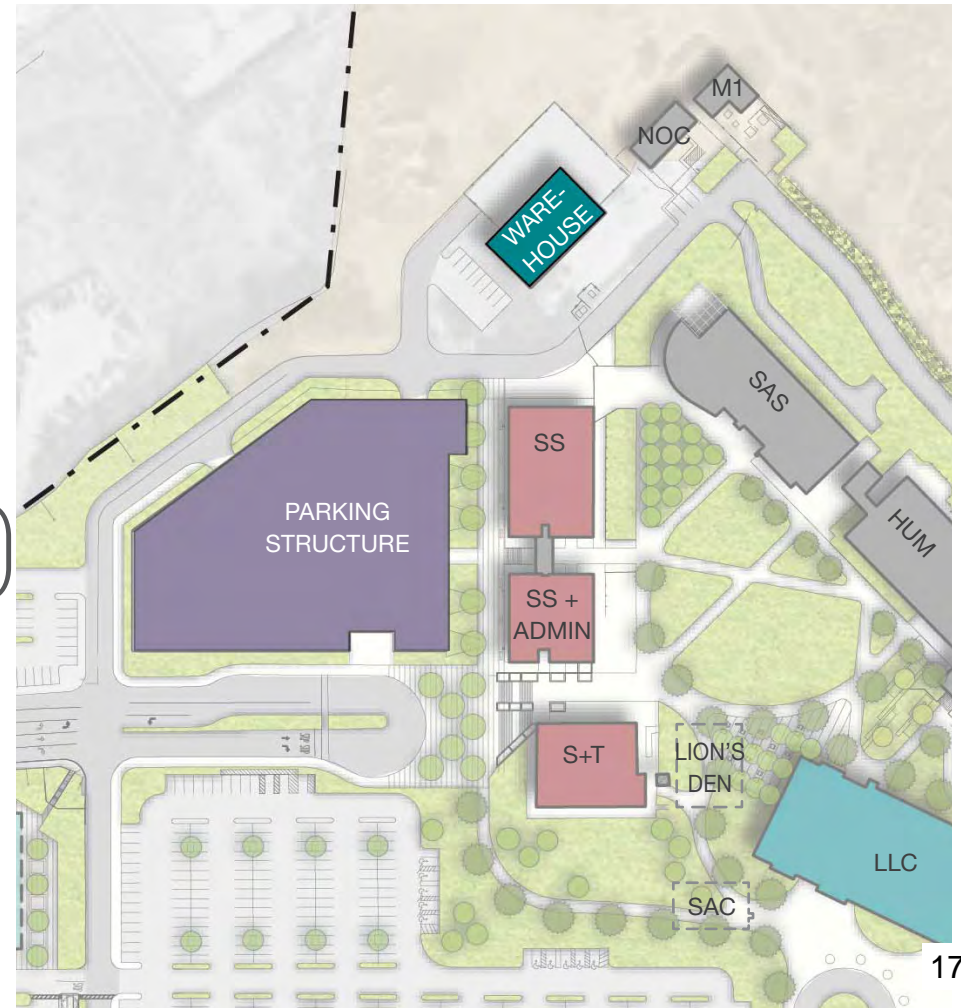 M1
NOC
WARE-
HOUSE
SAS
SS
HUM
PARKING
STRUCTURE
SS +
ADMIN
S+T
LION'S
DEN
LLC
SAC
17